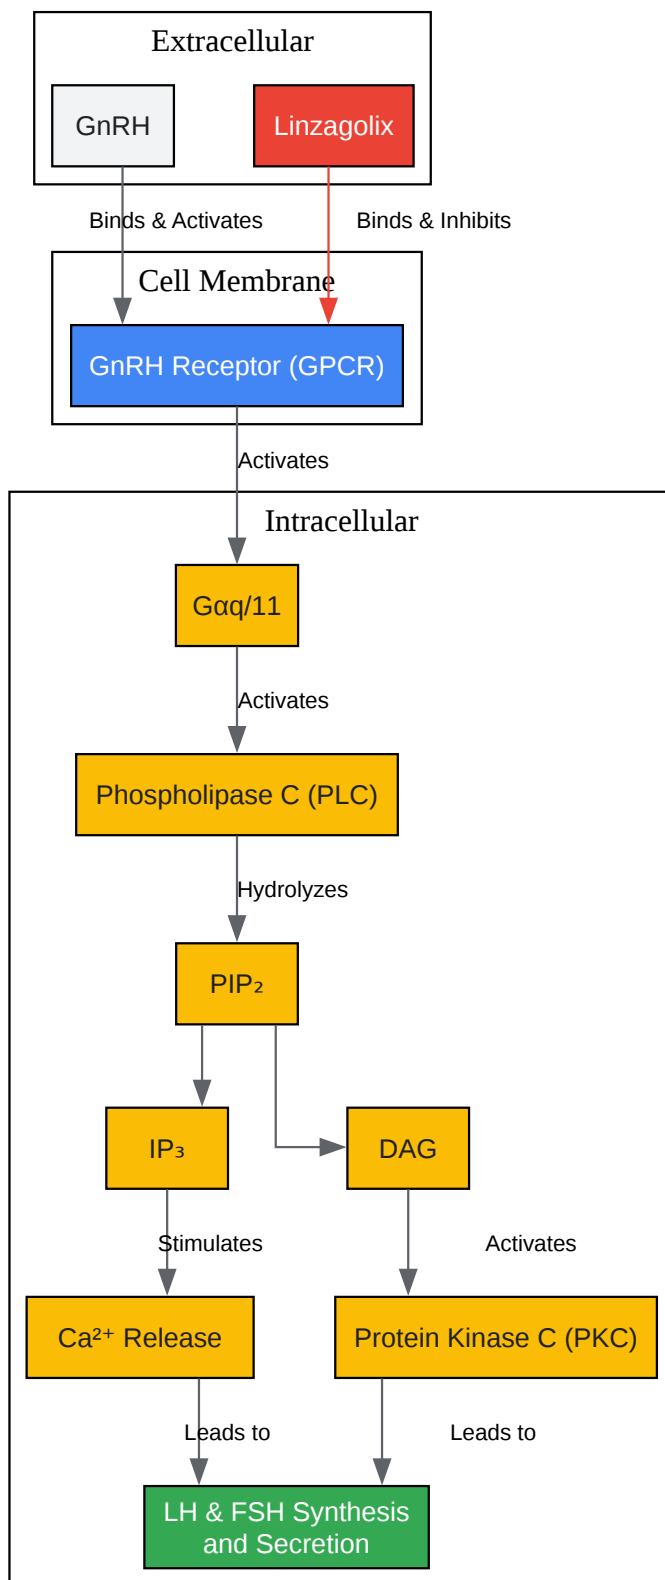 Extracellular
GnRH
Linzagolix
Binds & Activates
Binds & Inhibits
Cell Membrane
GnRH Receptor (GPCR)
Activates
Intracellular
Gαq/11
Activates
Phospholipase C (PLC)
Hydrolyzes
PIP₂
IP₃
DAG
Stimulates
Activates
Ca²⁺ Release
Protein Kinase C (PKC)
Leads to
Leads to
LH & FSH Synthesis
and Secretion